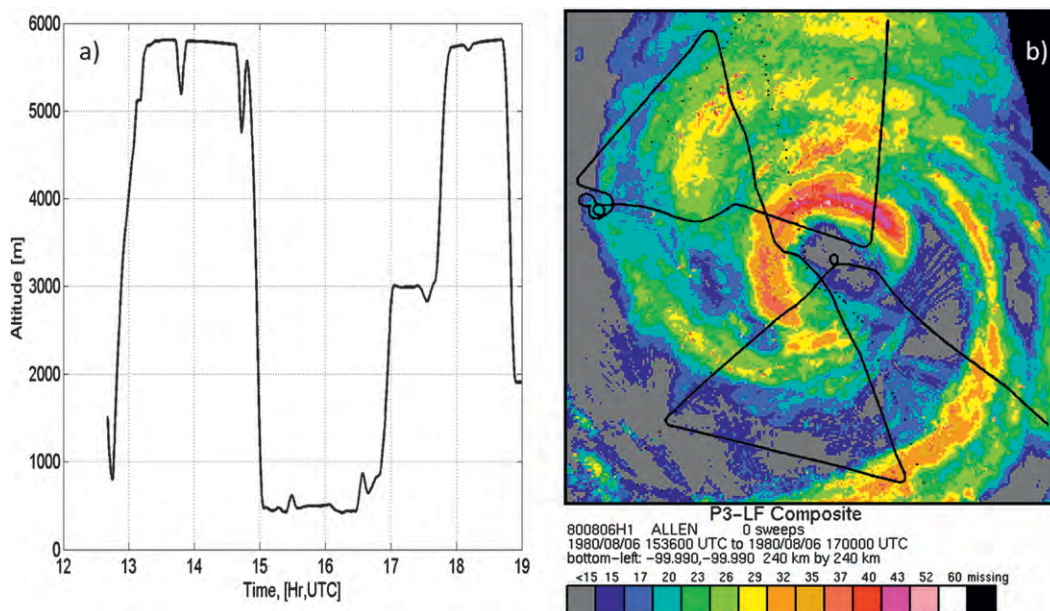 a)
6000
5000
4000
3000
2000
1000
0
Altitude [m]
12 13 14 15 16 17 18 19
Time, [Hr,UTC]
b)
P3-LF Composite
800806H1 ALLEN 0 sweeps
1980/08/06 153600 UTC to 1980/08/06 170000 UTC
bottom-left: -99.990,-99.990 240 km by 240 km
<15 15 17 20 23 26 29 32 35 37 40 43 52 60 missing